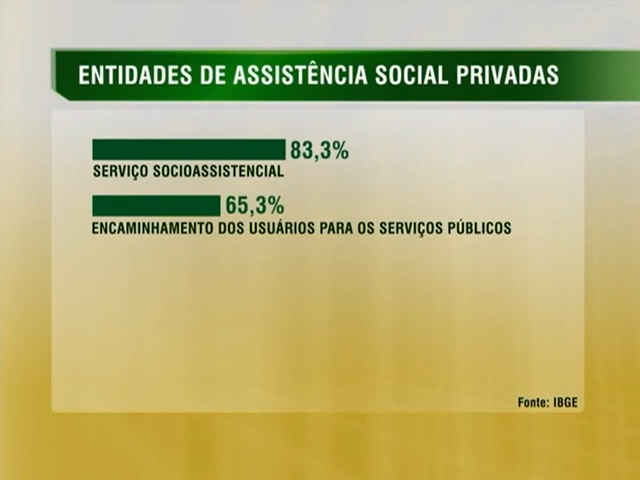 ENTIDADES DE ASSISTÊNCIA SOCIAL PRIVADAS
83,3%
SERVIÇO SOCIOASSISTENCIAL
65,3%
ENCAMINHAMENTO DOS USUÁRIOS PARA OS SERVIÇOS PÚBLICOS
Fonte: IBGE